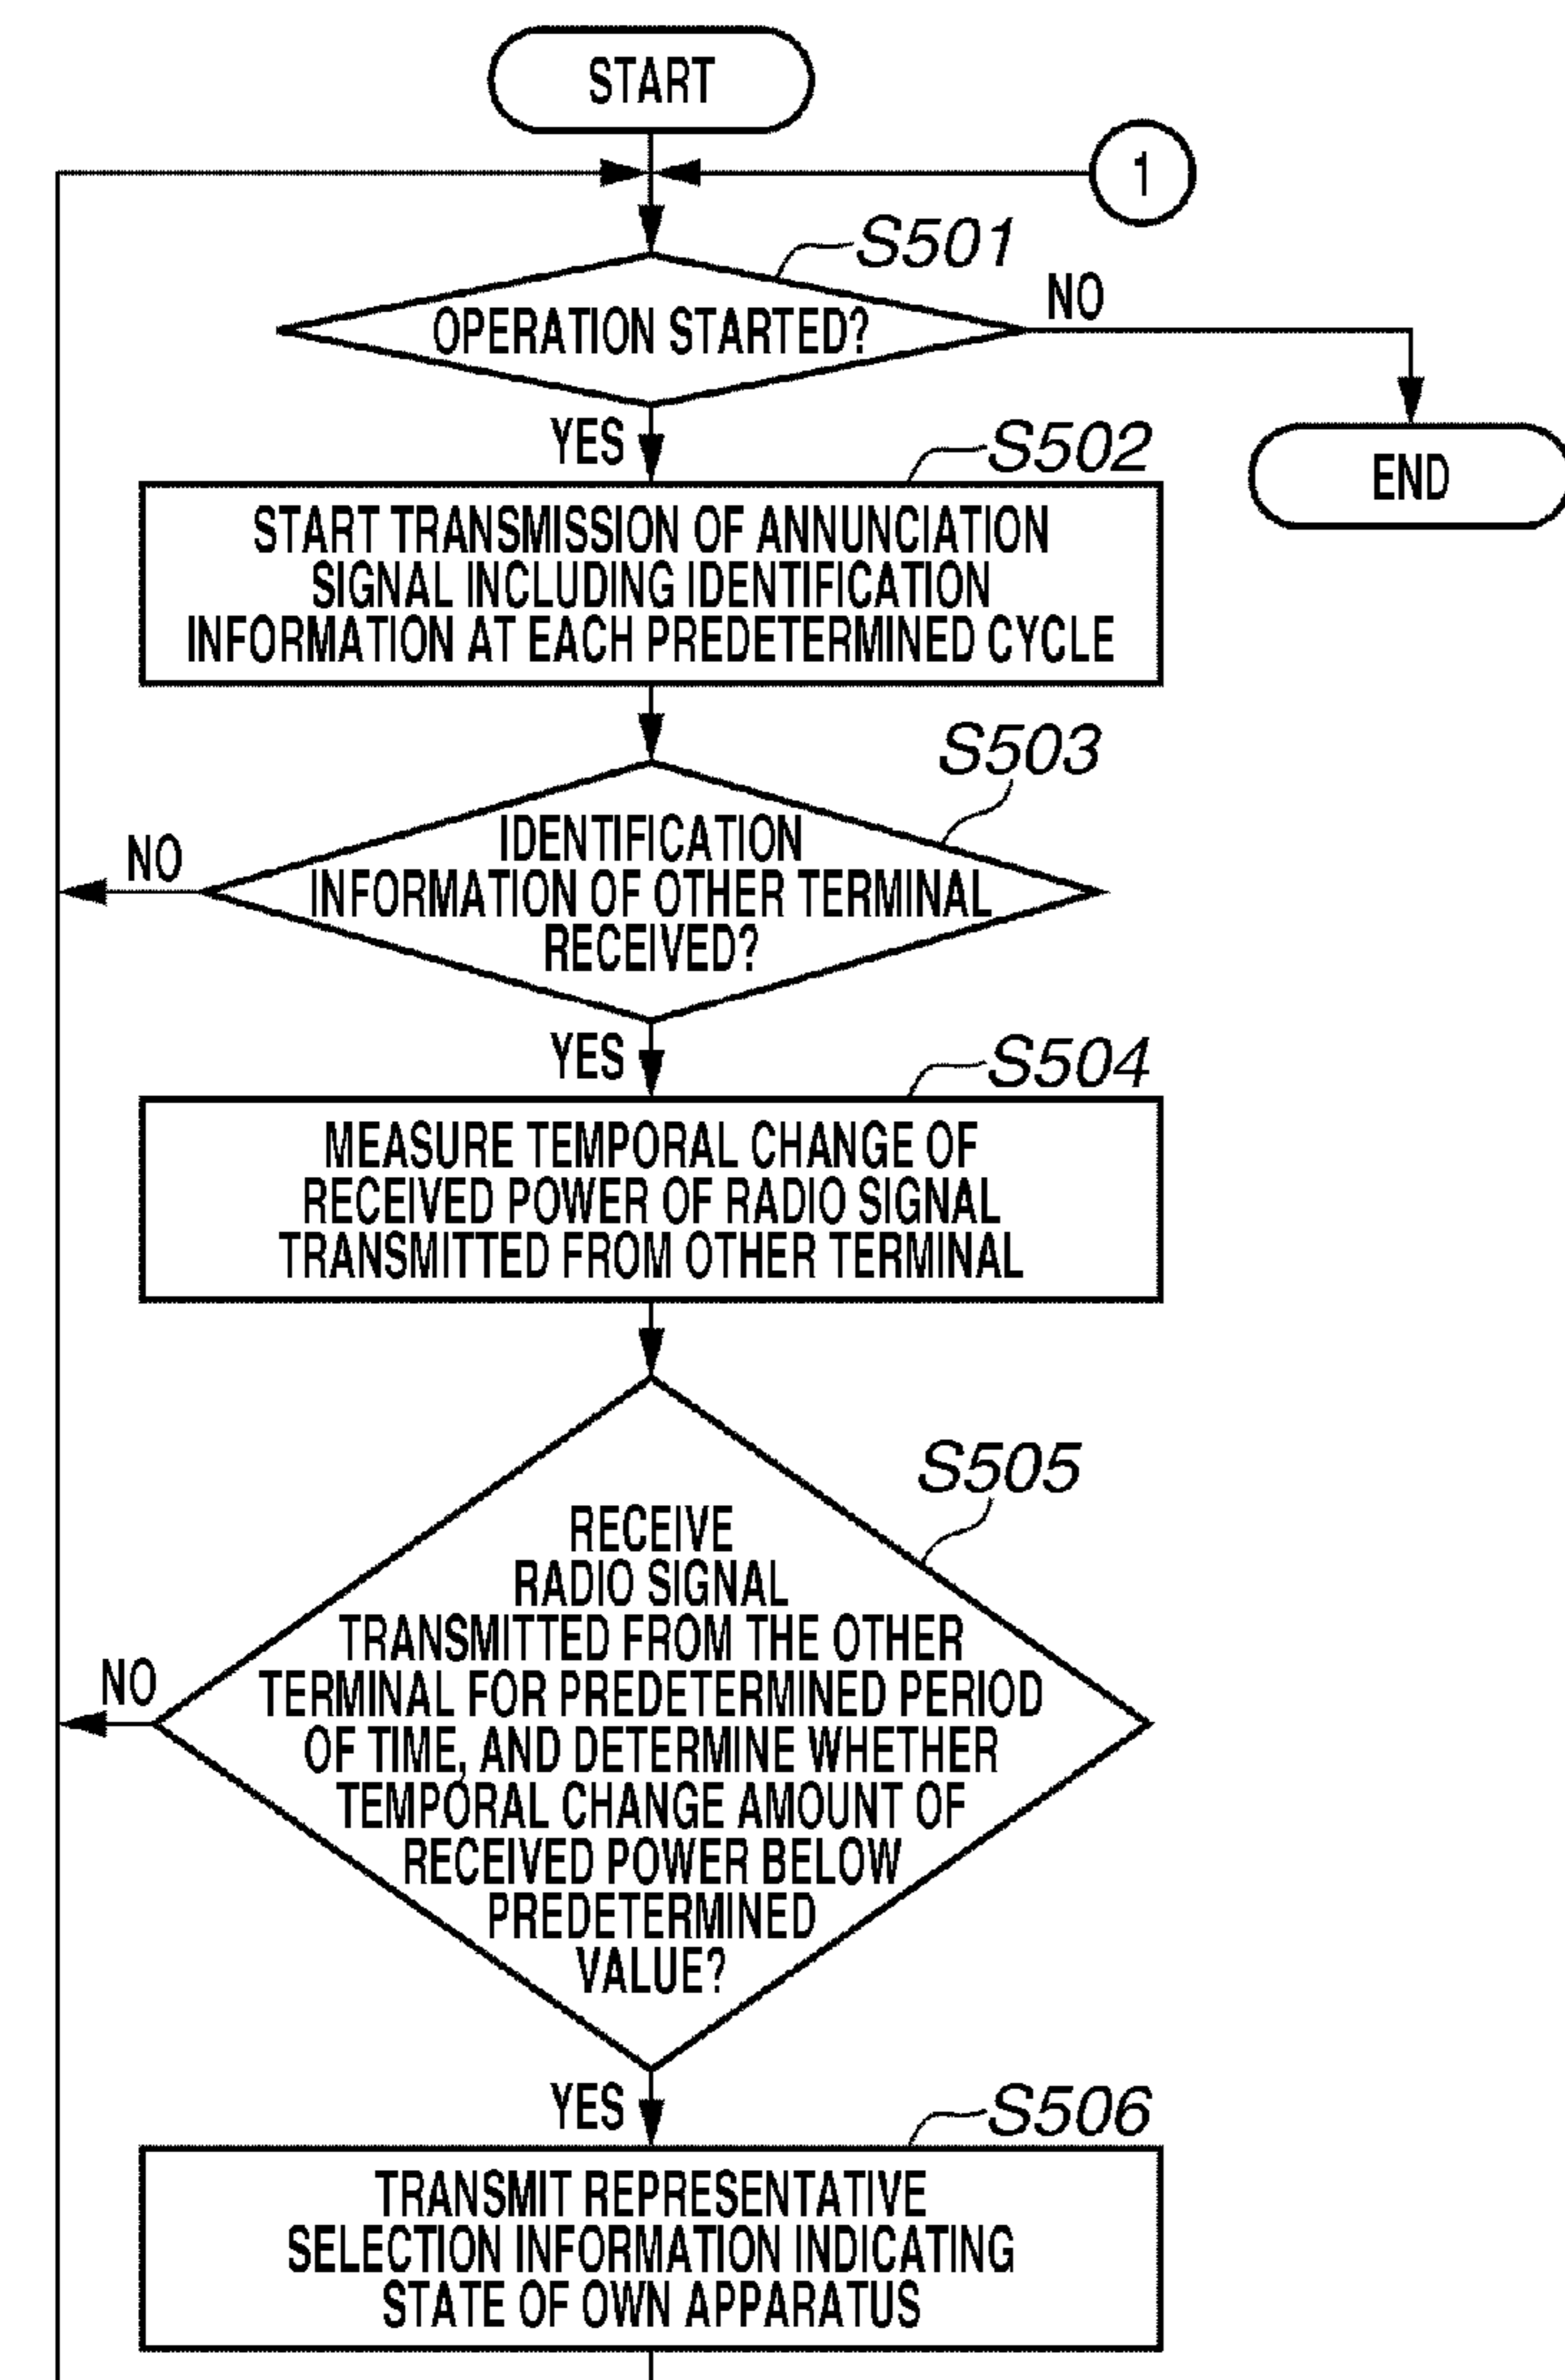 START
1
S501
OPERATION STARTED?
NO
YES
END
S502
START TRANSMISSION OF ANNUNCIATION
SIGNAL INCLUDING IDENTIFICATION
INFORMATION AT EACH PREDETERMINED CYCLE
S503
IDENTIFICATION
INFORMATION OF OTHER TERMINAL
RECEIVED?
NO
YES
S504
MEASURE TEMPORAL CHANGE OF
RECEIVED POWER OF RADIO SIGNAL
TRANSMITTED FROM OTHER TERMINAL
S505
RECEIVE
RADIO SIGNAL
TRANSMITTED FROM THE OTHER
TERMINAL FOR PREDETERMINED PERIOD
OF TIME, AND DETERMINE WHETHER
TEMPORAL CHANGE AMOUNT OF
RECEIVED POWER BELOW
PREDETERMINED
VALUE?
NO
YES
S506
TRANSMIT REPRESENTATIVE
SELECTION INFORMATION INDICATING
STATE OF OWN APPARATUS